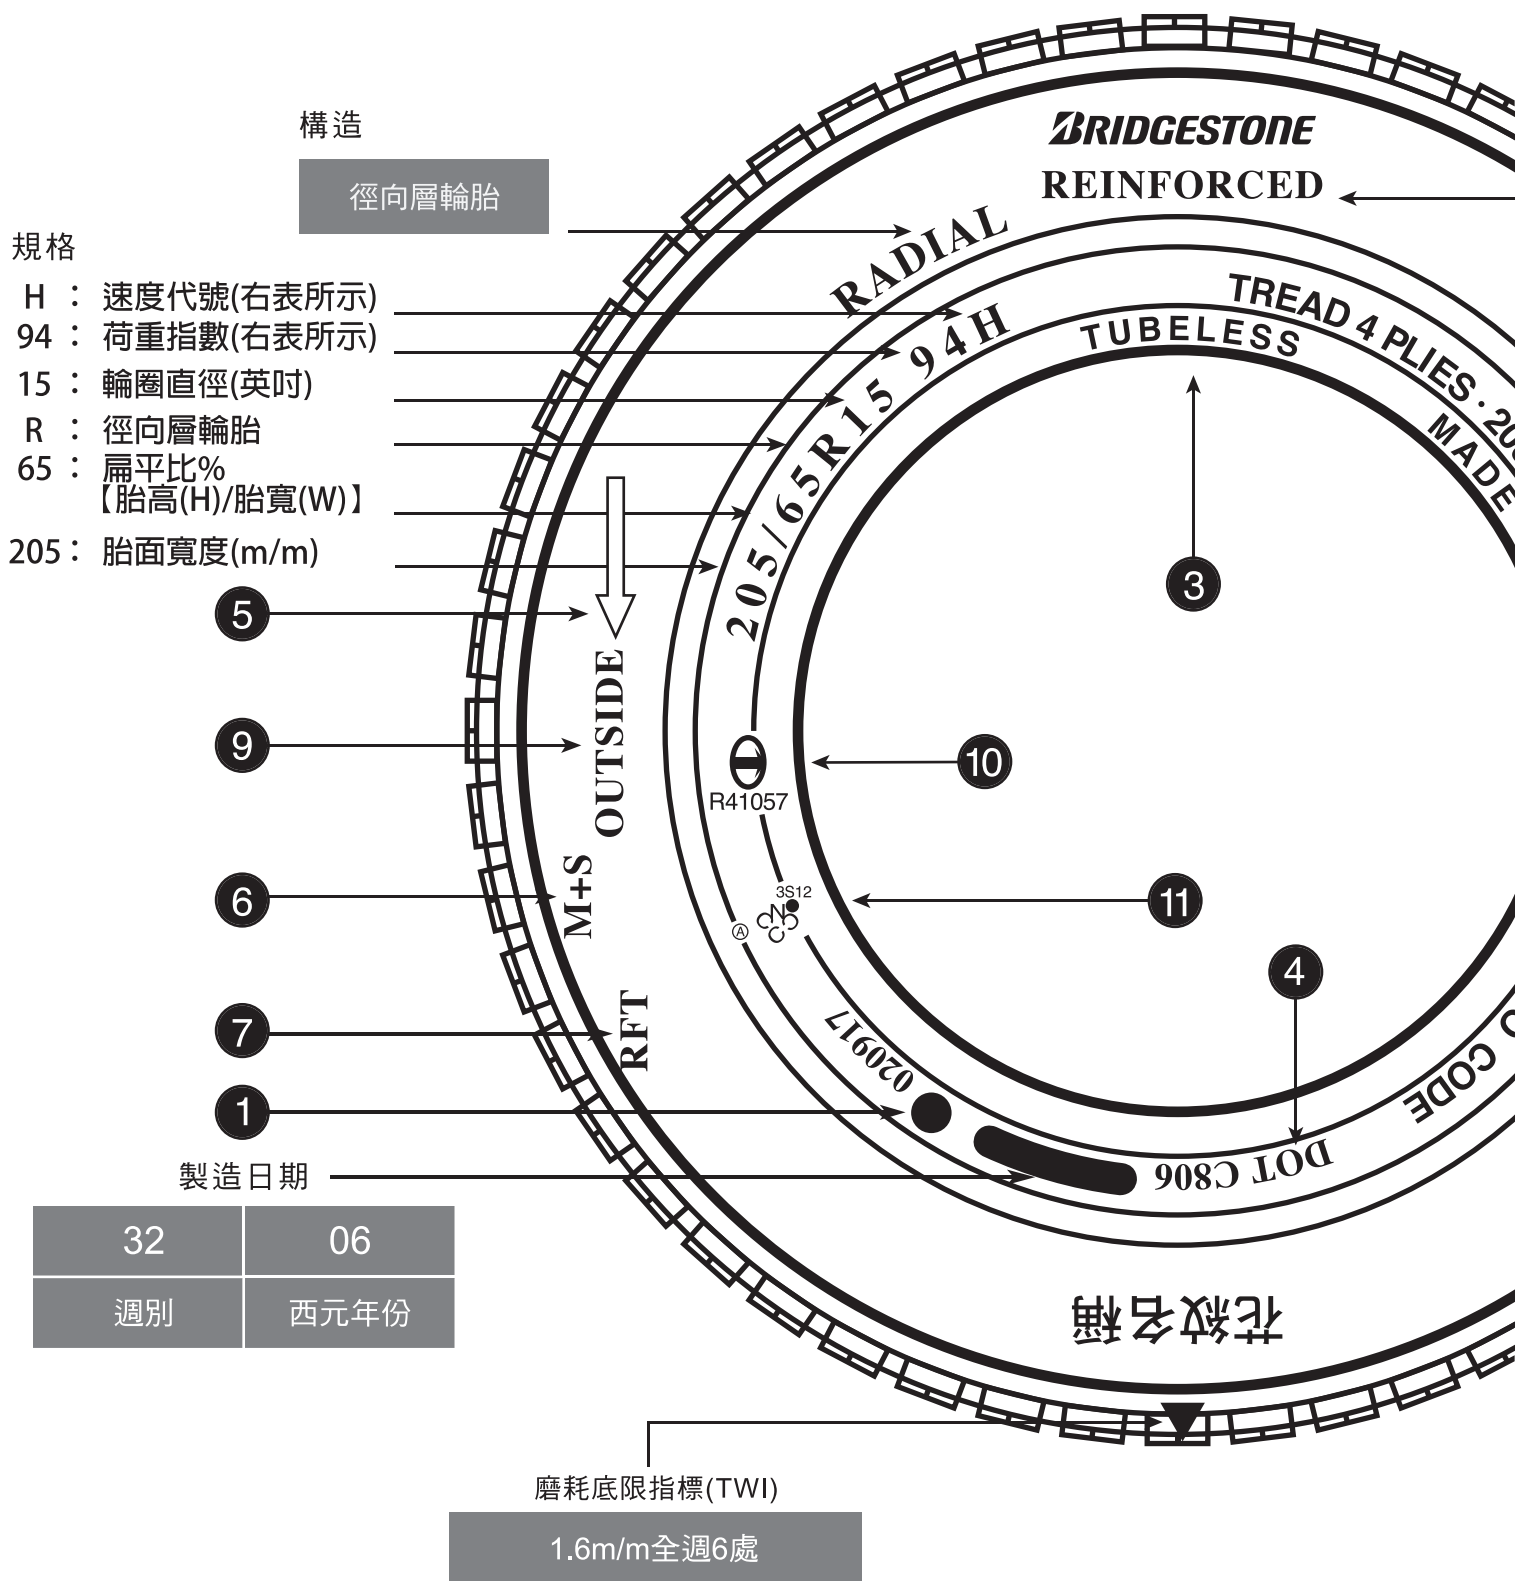 構造
徑向層輪胎
BRIDGESTONE
REINFORCED
RADIAL
規格
H : 速度代號(右表所示)
94 : 荷重指數(右表所示)
15 : 輪圈直徑(英吋)
R : 徑向層輪胎
65 : 扁平比%
【胎高(H)/胎寬(W)】
205 : 胎面寬度(m/m)
205/65R15 94H
TREAD 4 PLIES · 20
TUBELESS
MADE
3
5
OUTSIDE
9
10
R41057
M+S
6
3S12
CCNC
A
11
4
RFT
7
020917
1
CODE
DOT C806
製造日期
32 06
週別 西元年份
花紋名稱
磨耗底限指標(TWI)
1.6m/m全週6處